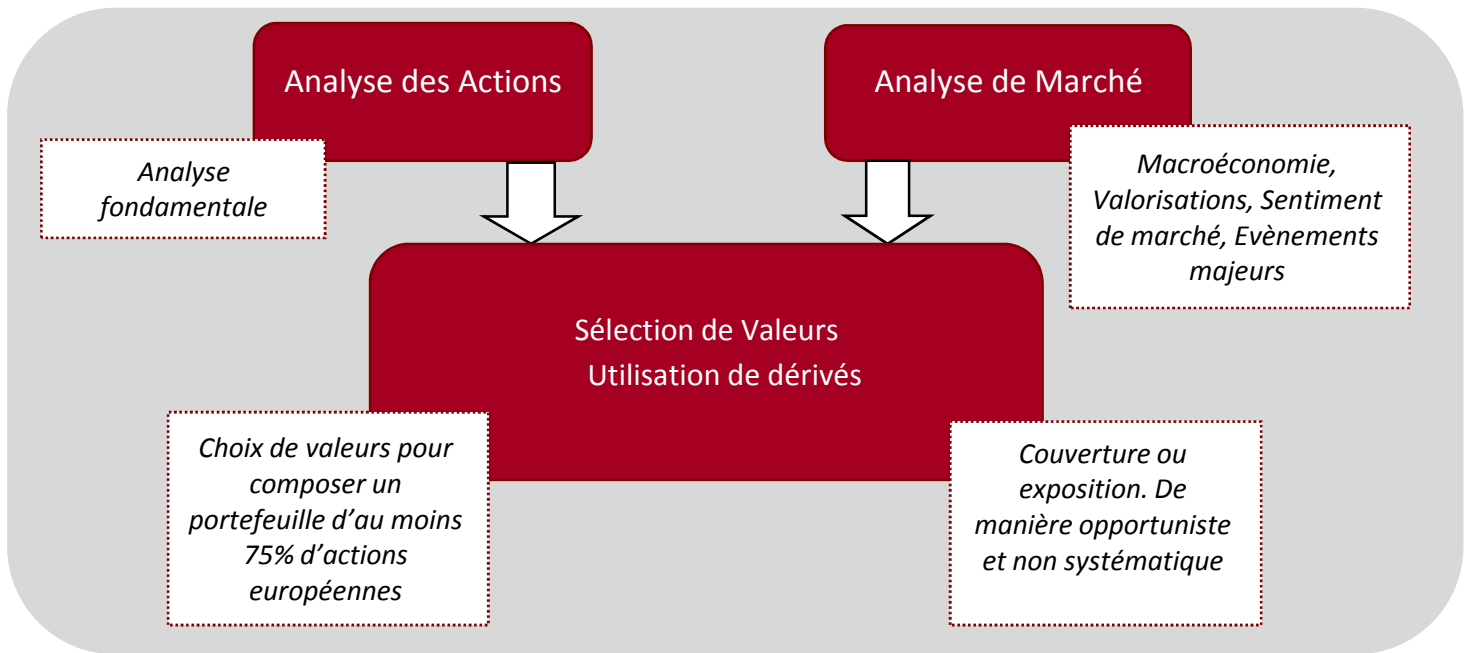 Analyse des Actions
Analyse de Marché
Analyse
fondamentale
Macroéconomie,
Valorisations, Sentiment
de marché, Evènements
majeurs
Sélection de Valeurs
Utilisation de dérivés
Choix de valeurs pour
composer un
portefeuille d’au moins
75% d’actions
européennes
Couverture ou
exposition. De
manière opportuniste
et non systématique